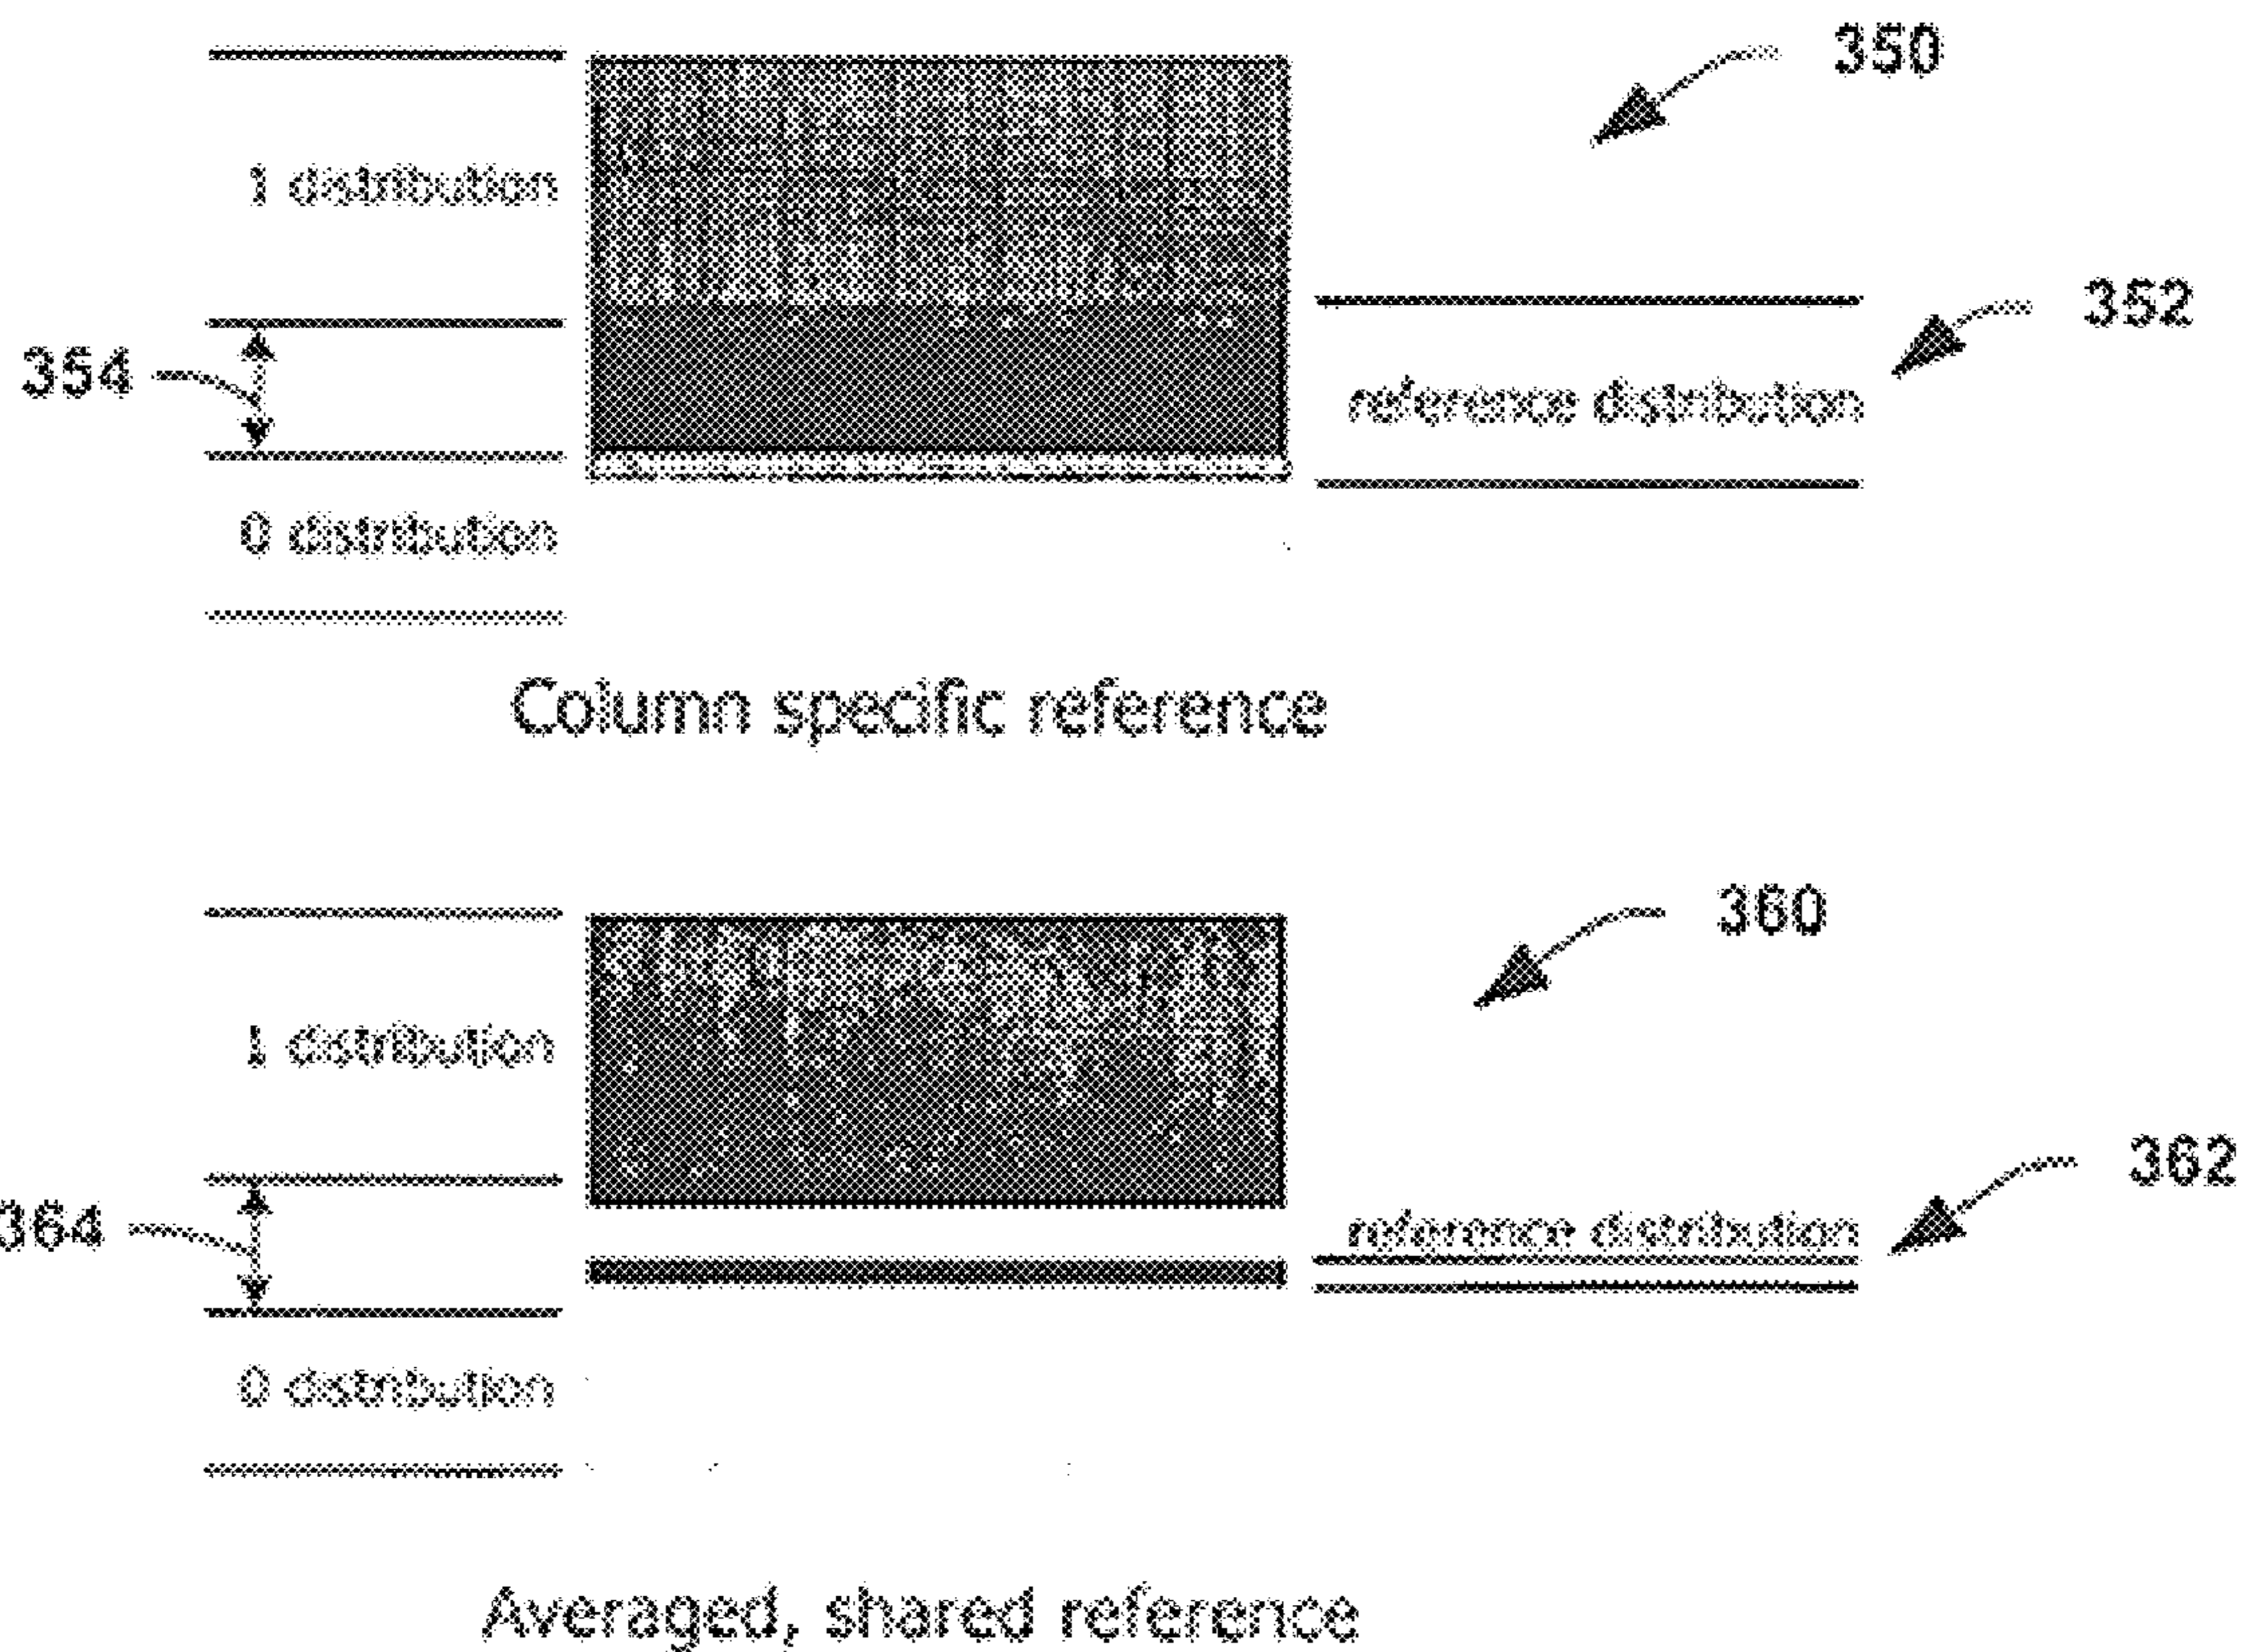 350
1 distribution
352
354
reference distribution
0 distribution
Column specific reference
360
1 distribution
362
364
reference distribution
0 distribution
Averaged, shared reference